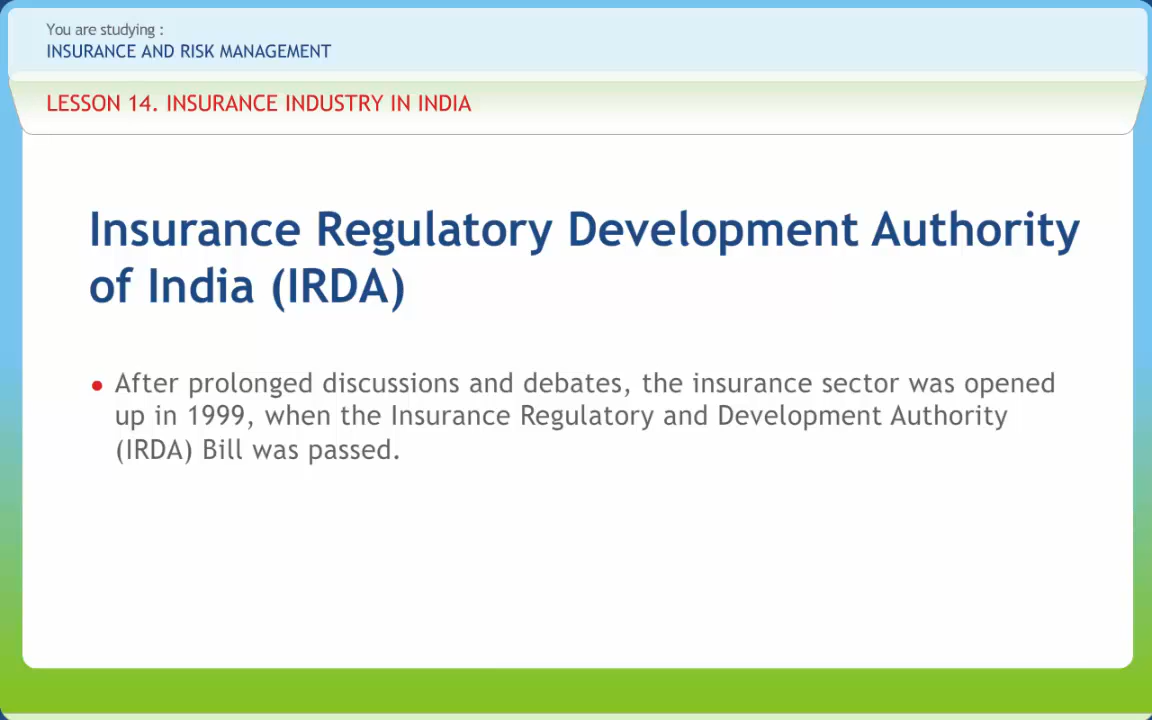 You are studying :
INSURANCE AND RISK MANAGEMENT
LESSON 14. INSURANCE INDUSTRY IN INDIA
Insurance Regulatory Development Authority
of India (IRDA)
• After prolonged discussions and debates, the insurance sector was opened
up in 1999, when the Insurance Regulatory and Development Authority
(IRDA) Bill was passed.